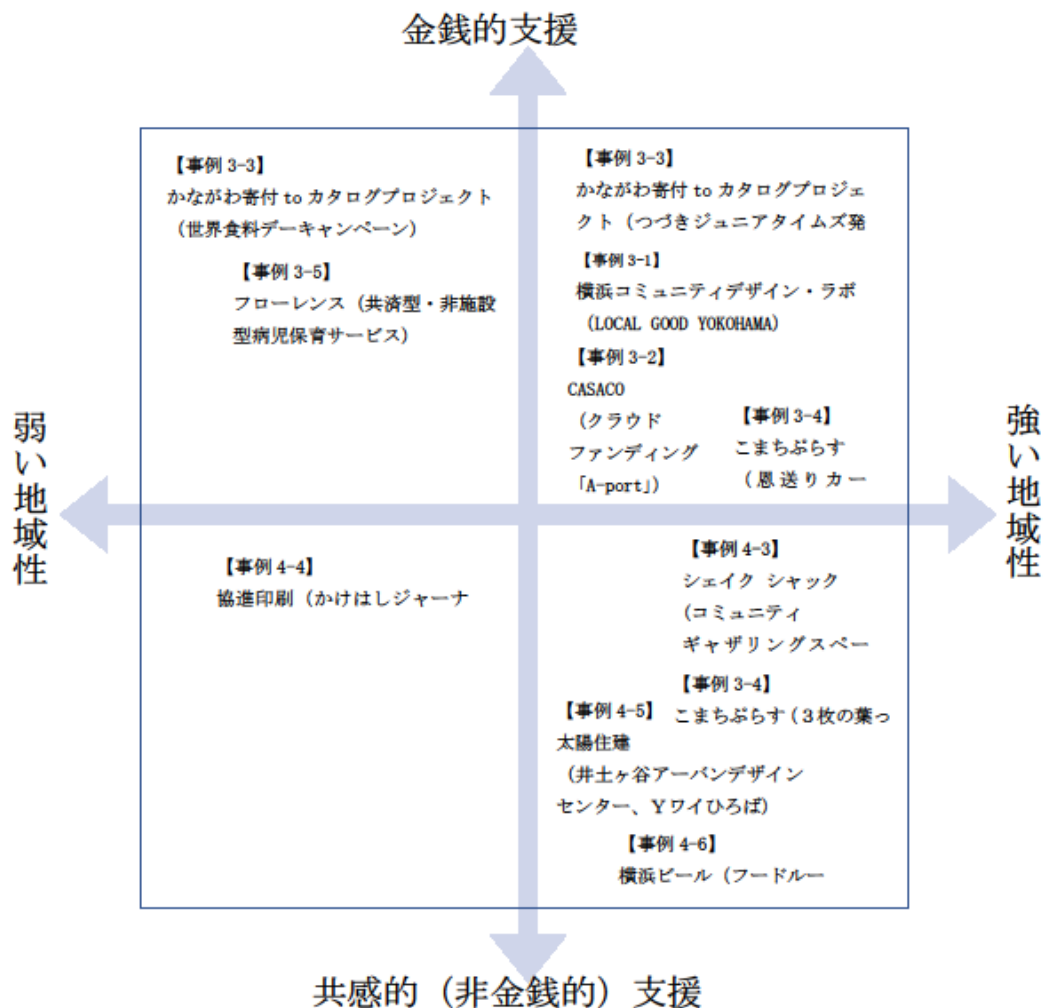 金銭的支援
【事例 3-3】
かながわ寄付 to カタログプロジェクト
（世界食料デーキャンペーン）
【事例 3-5】
フローレンス（共済型・非施設
型病児保育サービス）
【事例 3-3】
かながわ寄付 to カタログプロジェ
クト（つづきジュニアタイムズ発
【事例 3-1】
横浜コミュニティデザイン・ラボ
（LOCAL GOOD YOKOHAMA）
【事例 3-2】
CASACO
（クラウド
ファンディング
「A-port」）
【事例 3-4】
こまちぷらす
（恩送りカー
弱い地域性
強い地域性
【事例 4-4】
協進印刷（かけはしジャーナ
【事例 4-3】
シェイク シャック
（コミュニティ
ギャザリングスペー
【事例 3-4】
こまちぷらす（３枚の葉っ
【事例 4-5】
太陽住建
（井土ヶ谷アーバンデザイン
センター、Ｙワイひろば）
【事例 4-6】
横浜ビール（フードルー
共感的（非金銭的）支援